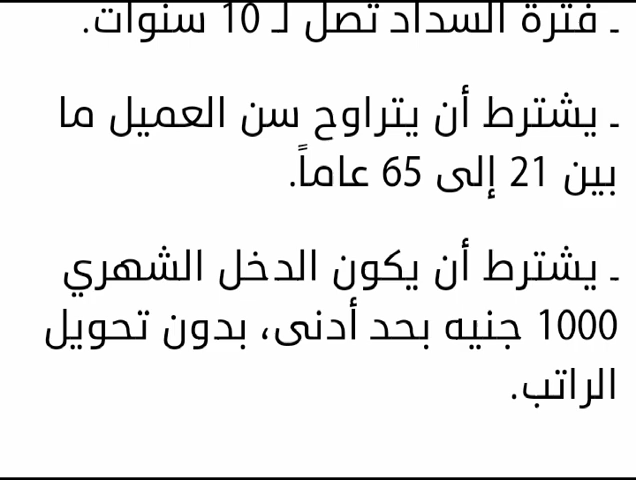 ـ فترة السداد تصل لـ 10 سنوات.
ـ يشترط أن يتراوح سن العميل ما
بين 21 إلى 65 عاماً.
ـ يشترط أن يكون الدخل الشهري
1000 جنيه بحد أدنى، بدون تحويل
الراتب.